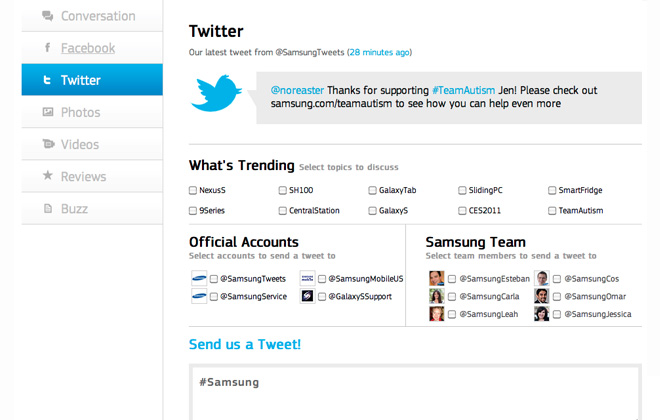 Conversation
Facebook
Twitter
Photos
Videos
Reviews
Buzz
Twitter
Our latest tweet from @SamsungTweets (28 minutes ago)
@noreaster Thanks for supporting #TeamAutism Jen! Please check out
samsung.com/teamautism to see how you can help even more
What's Trending Select topics to discuss
NexusS SH100 GalaxyTab SlidingPC SmartFridge
9Series CentralStation GalaxyS CES2011 TeamAutism
Official Accounts
Select accounts to send a tweet to
@SamsungTweets @SamsungMobileUS
@SamsungService @GalaxySSupport
Samsung Team
Select team members to send a tweet to
@SamsungEsteban @SamsungCos
@SamsungCarla @SamsungOmar
@SamsungLeah @SamsungJessica
Send us a Tweet!
#Samsung